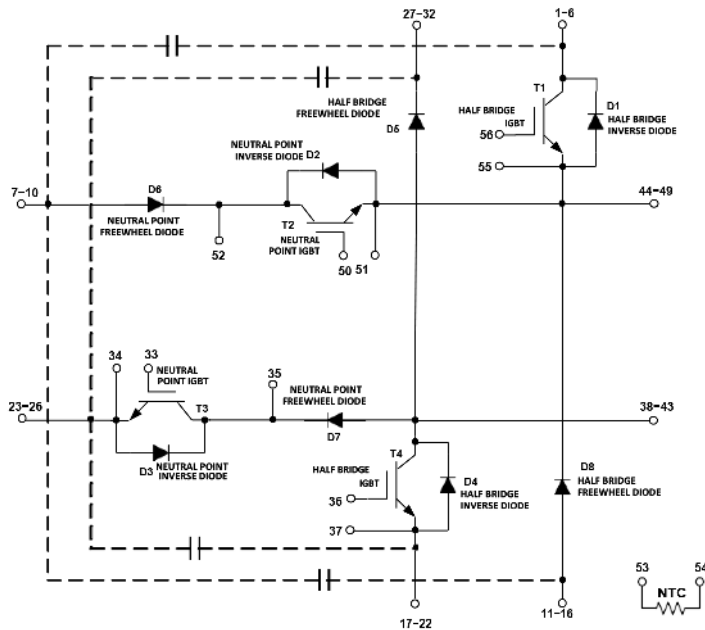 27–32
1–6
T1
D1
HALF BRIDGE
FREEWHEEL DIODE
D5
HALF BRIDGE
IGBT
56
HALF BRIDGE
INVERSE DIODE
55
NEUTRAL POINT
INVERSE DIODE
D2
7–10
D6
44–49
NEUTRAL POINT
FREEWHEEL DIODE
T2
NEUTRAL
POINT IGBT
52
50
51
34
33
NEUTRAL
POINT IGBT
35
NEUTRAL POINT
FREEWHEEL DIODE
23–26
T3
D7
38–43
D3
NEUTRAL POINT
INVERSE DIODE
T4
HALF BRIDGE
IGBT
36
D4
HALF BRIDGE
INVERSE DIODE
D8
HALF BRIDGE
FREEWHEEL DIODE
37
53
54
NTC
17–22
11–16